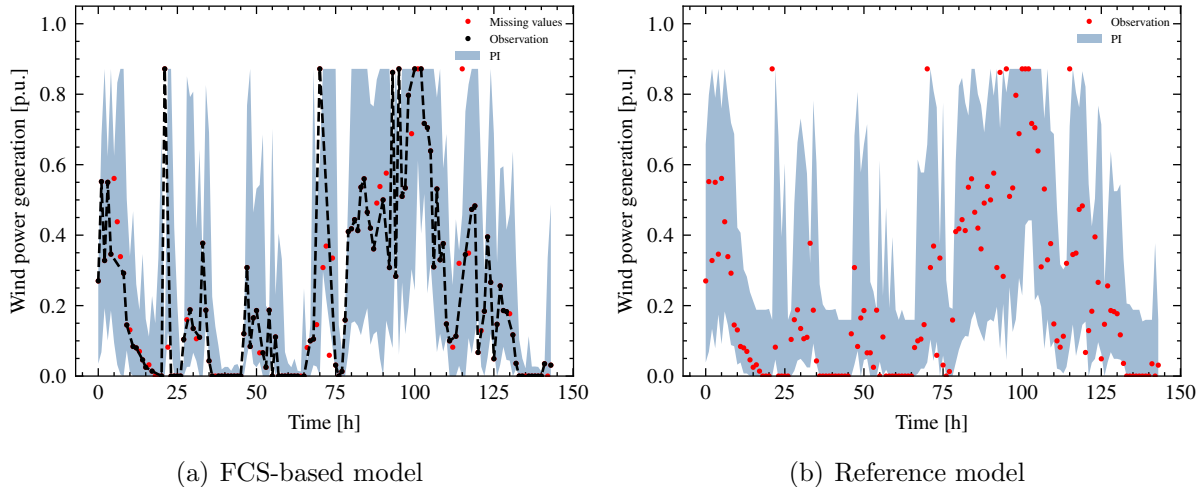 1.0
0.8
0.6
0.4
0.2
0.0
Wind power generation [p.u.]
Missing values
Observation
PI
0 25 50 75 100 125 150
Time [h]
(a) FCS-based model
1.0
0.8
0.6
0.4
0.2
0.0
Wind power generation [p.u.]
Observation
PI
0 25 50 75 100 125 150
Time [h]
(b) Reference model